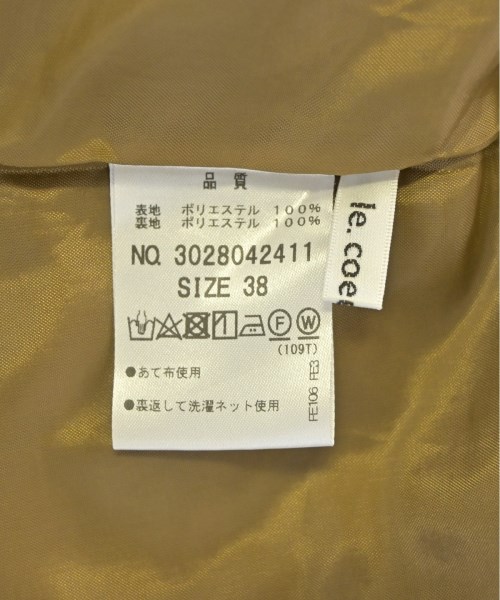 品質
表地 ポリエステル 100%
裏地 ポリエステル 100%
NO. 3028042411
SIZE 38
F W
(109T)
●あて布使用
●裏返して洗濯ネット使用
PE106 PE3
e.coe